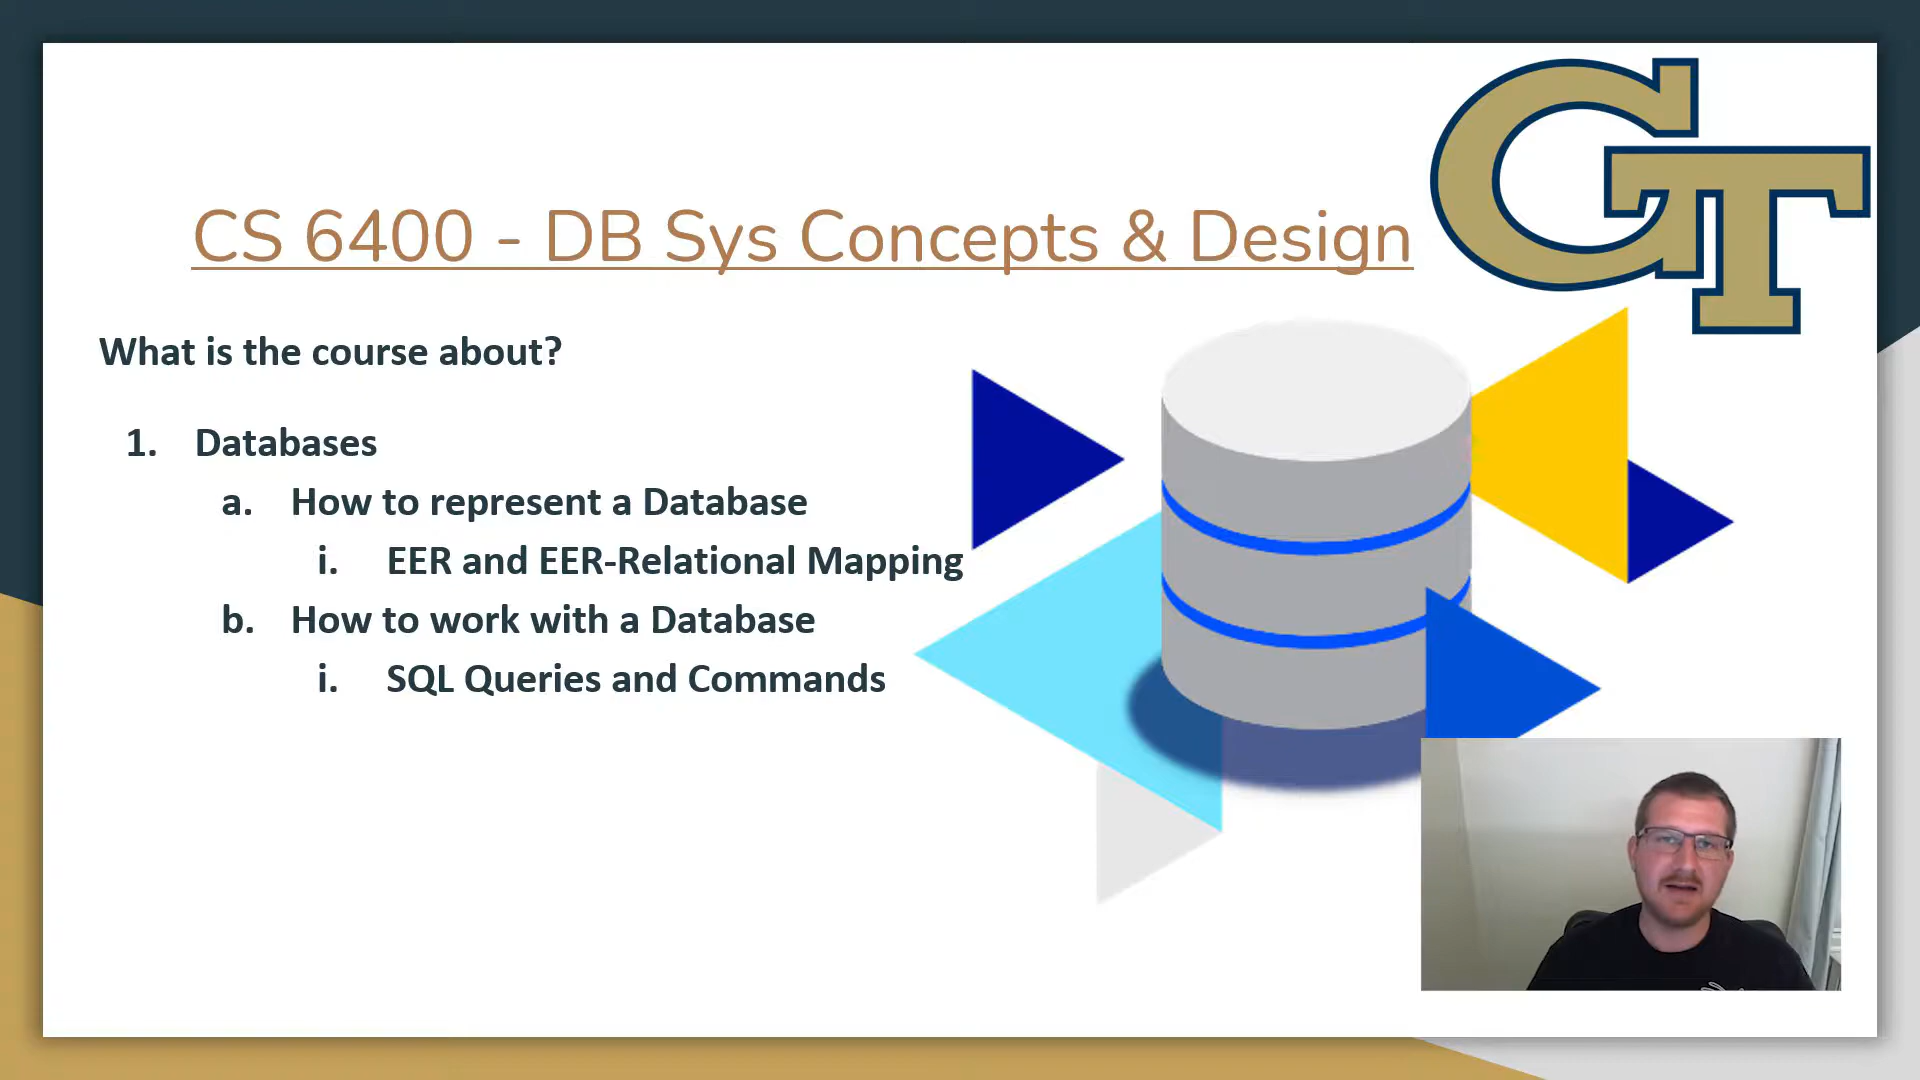 GT
CS 6400 - DB Sys Concepts & Design
What is the course about?
1. Databases
a. How to represent a Database
i. EER and EER-Relational Mapping
b. How to work with a Database
i. SQL Queries and Commands